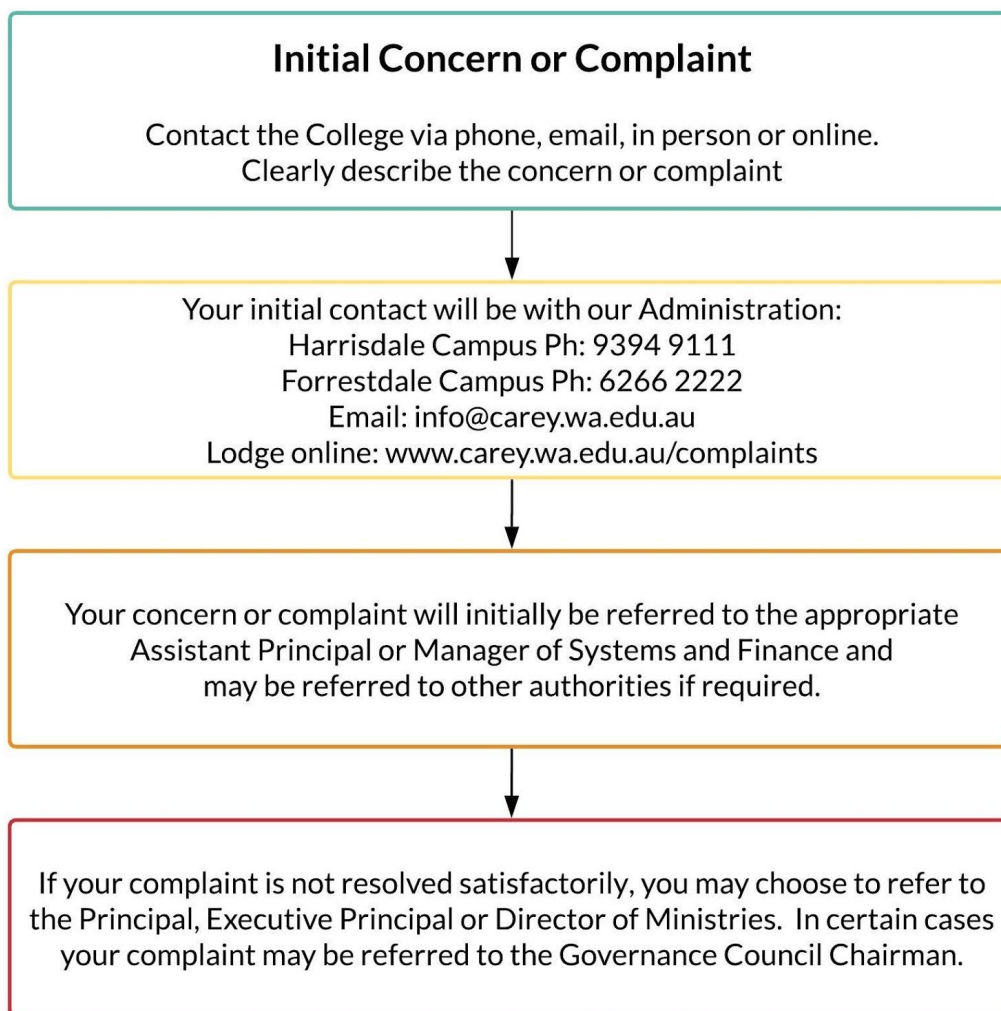 Initial Concern or Complaint
Contact the College via phone, email, in person or online.
Clearly describe the concern or complaint
Your initial contact will be with our Administration:
Harrisdale Campus Ph: 9394 9111
Forrestdale Campus Ph: 6266 2222
Email: info@carey.wa.edu.au
Lodge online: www.carey.wa.edu.au/complaints
Your concern or complaint will initially be referred to the appropriate
Assistant Principal or Manager of Systems and Finance and
may be referred to other authorities if required.
If your complaint is not resolved satisfactorily, you may choose to refer to
the Principal, Executive Principal or Director of Ministries.  In certain cases
your complaint may be referred to the Governance Council Chairman.